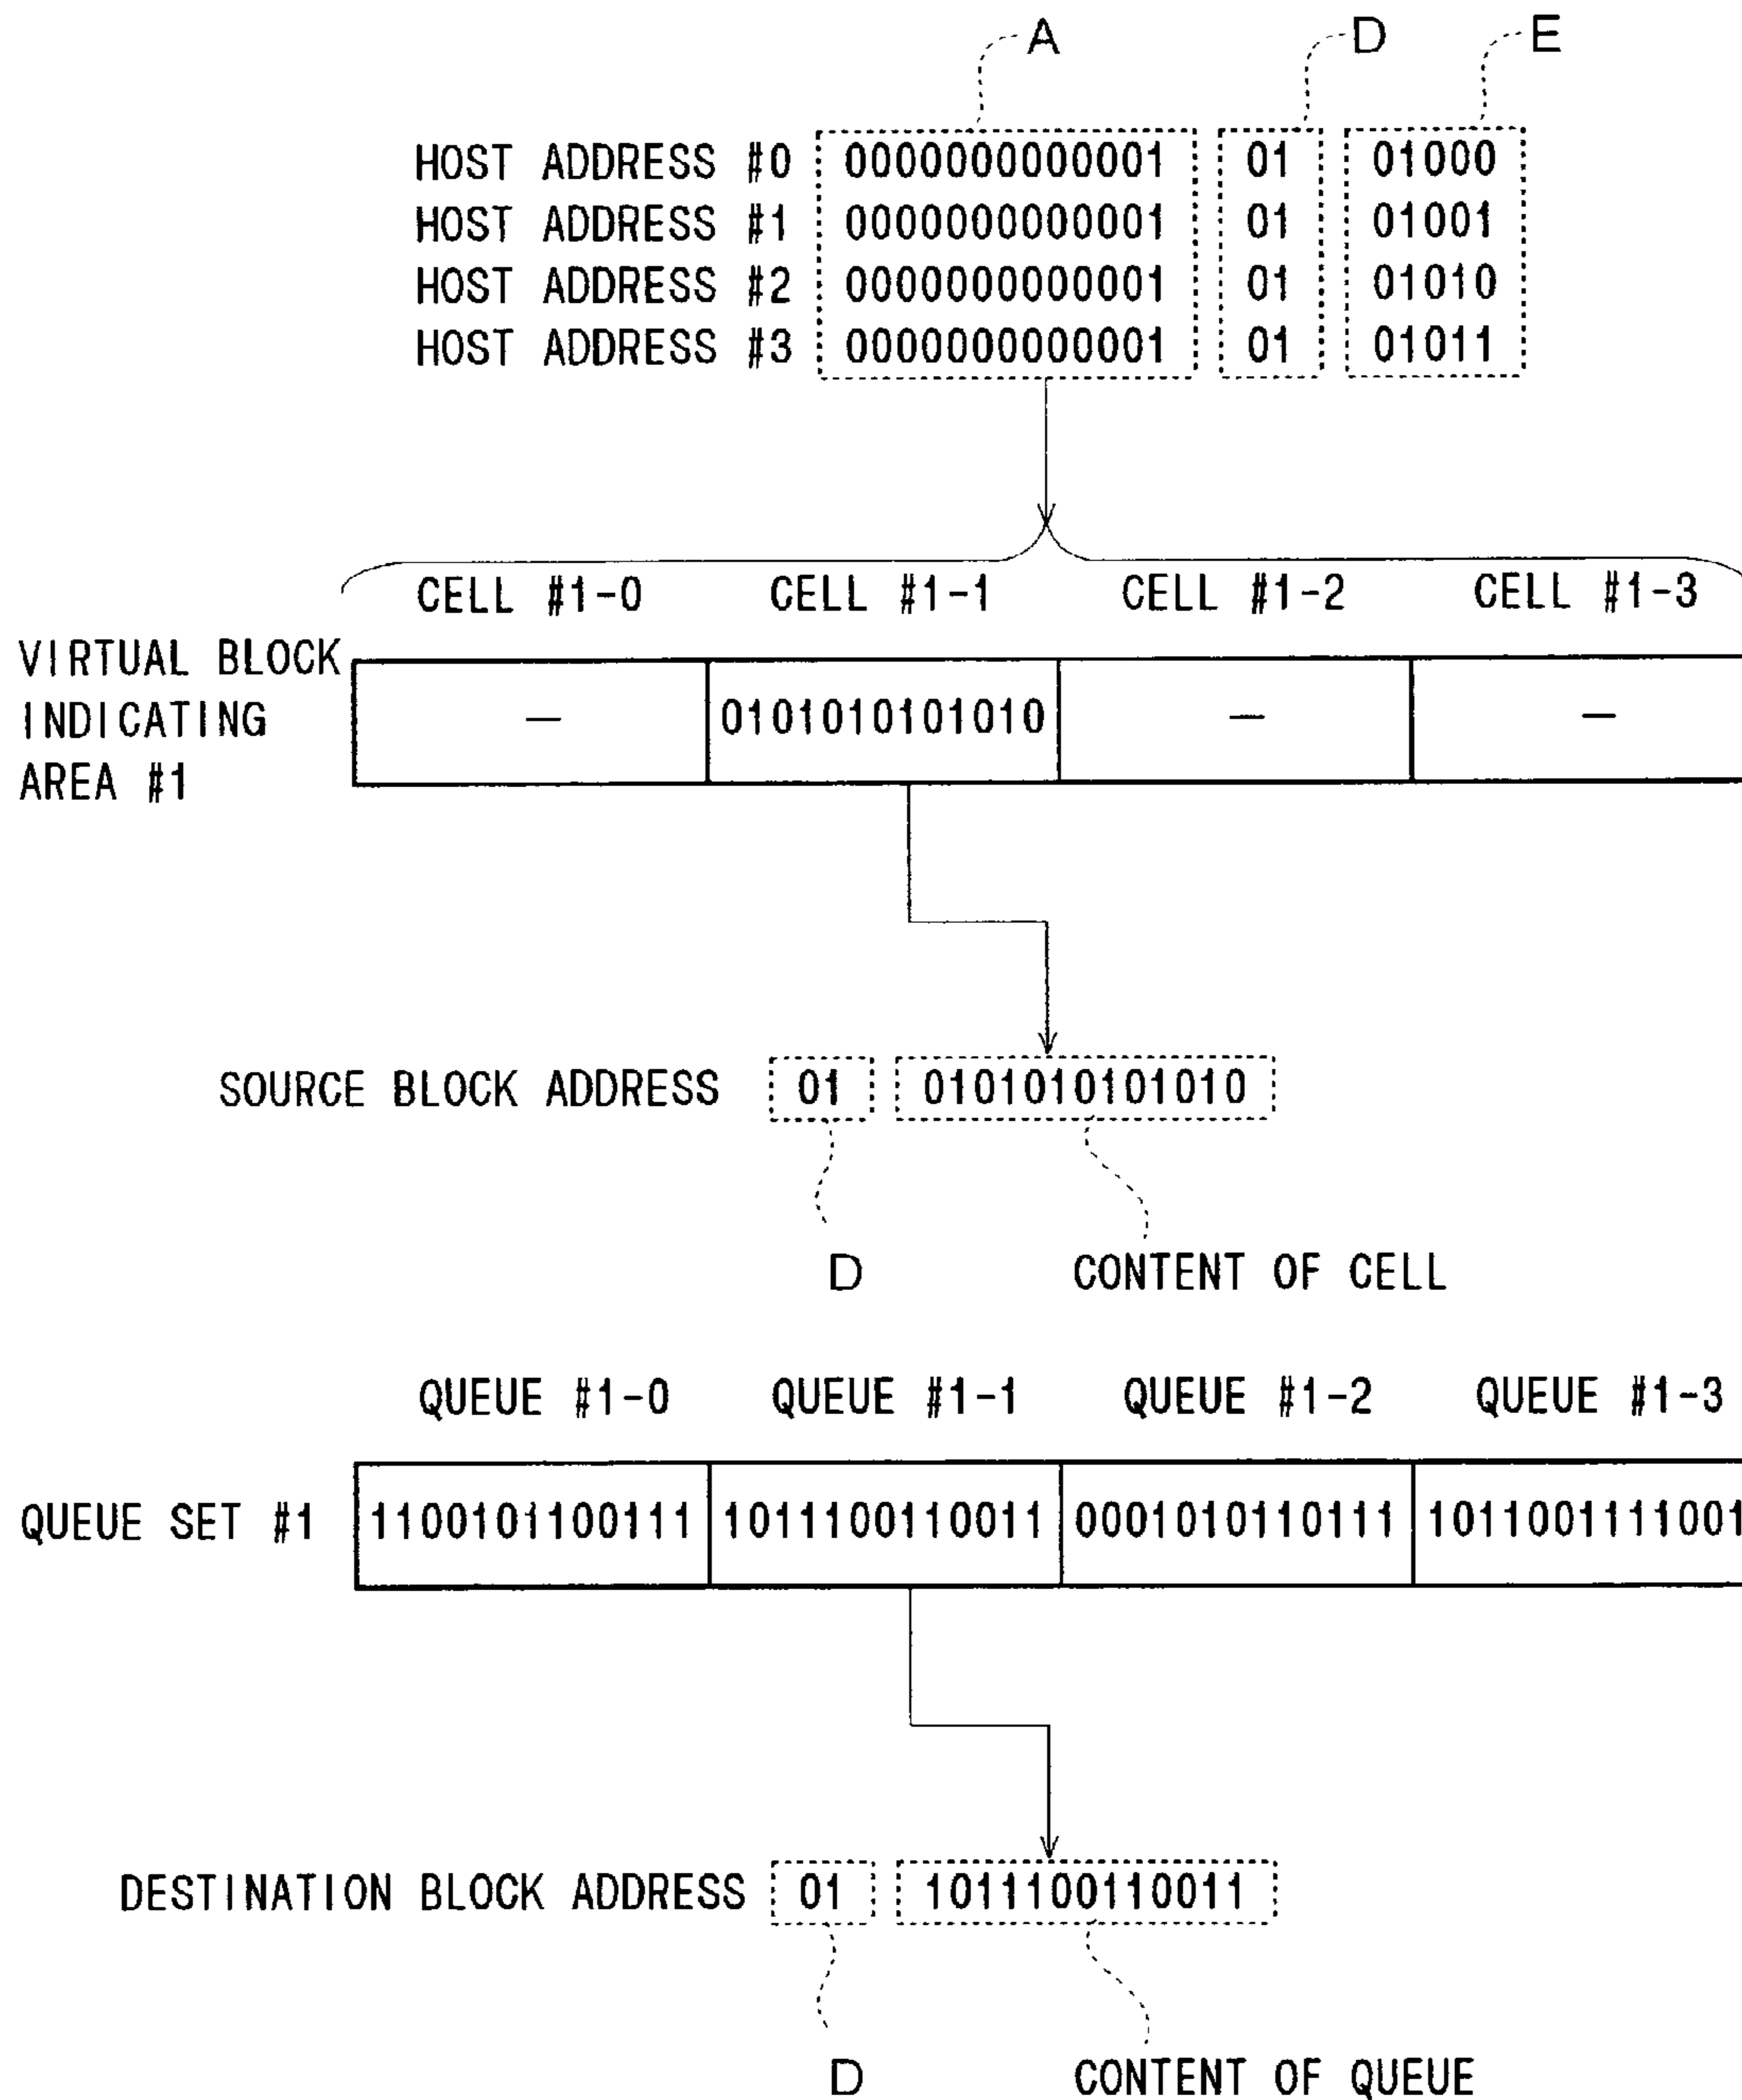 A D E
HOST ADDRESS #0 0000000000001 01 01000
HOST ADDRESS #1 0000000000001 01 01001
HOST ADDRESS #2 0000000000001 01 01010
HOST ADDRESS #3 0000000000001 01 01011
CELL #1-0 CELL #1-1 CELL #1-2 CELL #1-3
VIRTUAL BLOCK
INDICATING — 0101010101010 — —
AREA #1
SOURCE BLOCK ADDRESS 01 0101010101010
D CONTENT OF CELL
QUEUE #1-0 QUEUE #1-1 QUEUE #1-2 QUEUE #1-3
QUEUE SET #1 1100101100111 1011100110011 0001010110111 1011001111001
DESTINATION BLOCK ADDRESS 01 1011100110011
D CONTENT OF QUEUE